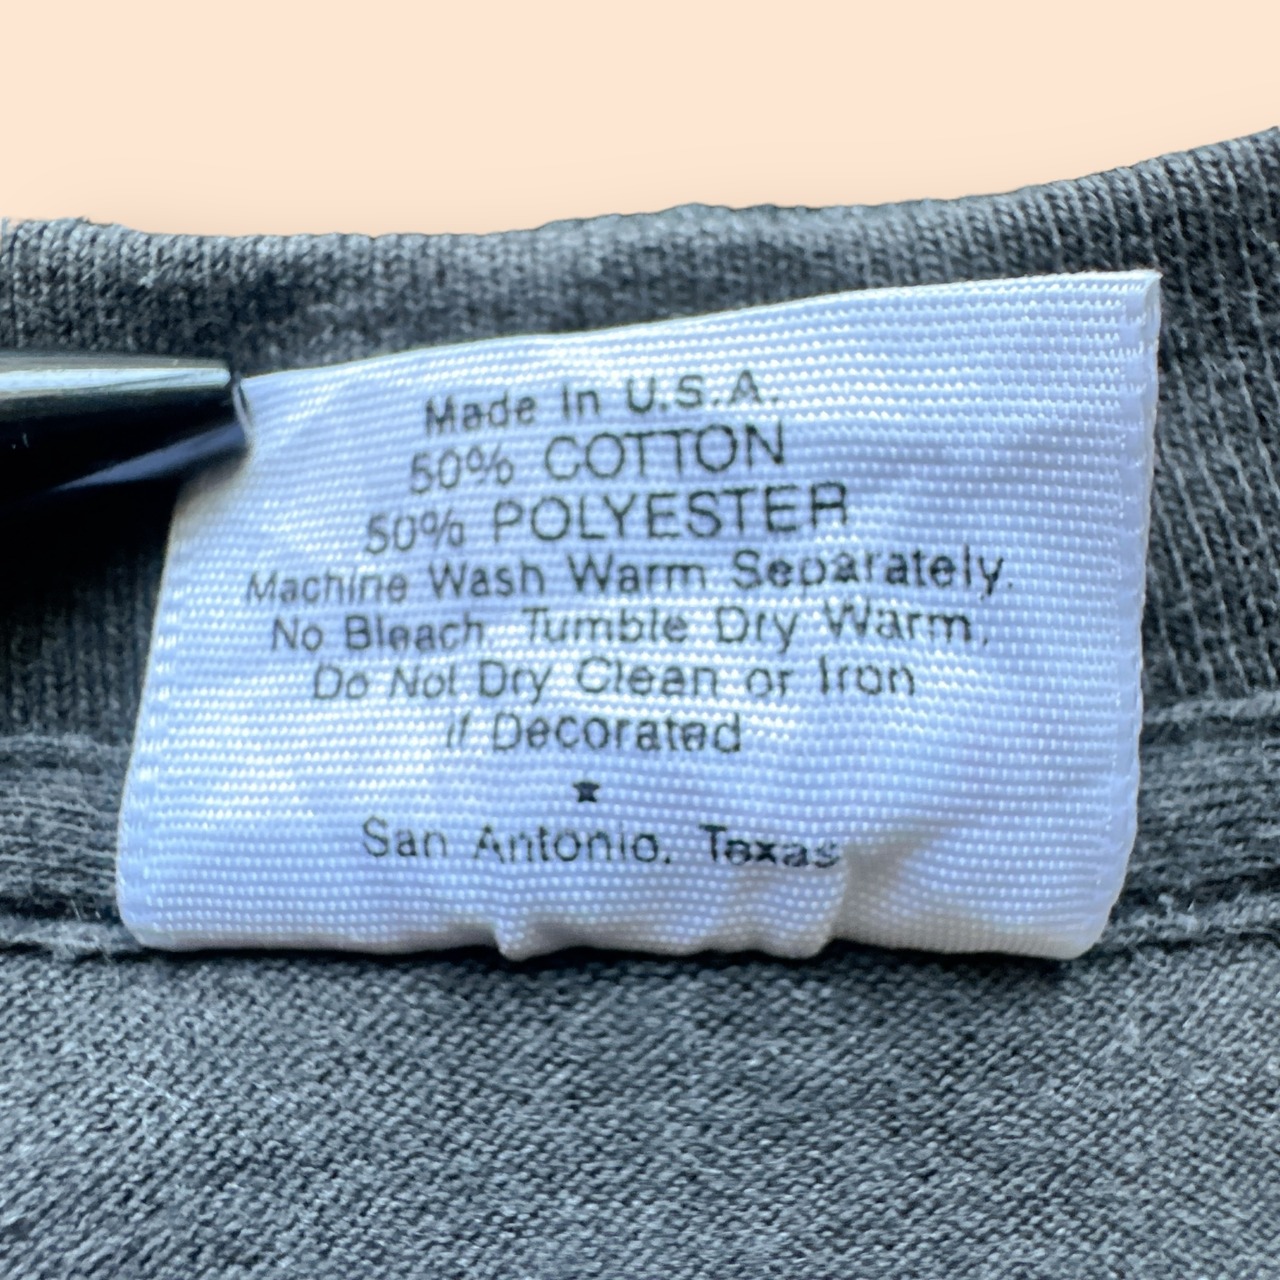 Made In U.S.A.
50% COTTON
50% POLYESTER
Machine Wash Warm Separately.
No Bleach, Tumble Dry Warm,
Do Not Dry Clean or Iron
if Decorated
★
San Antonio, Texas